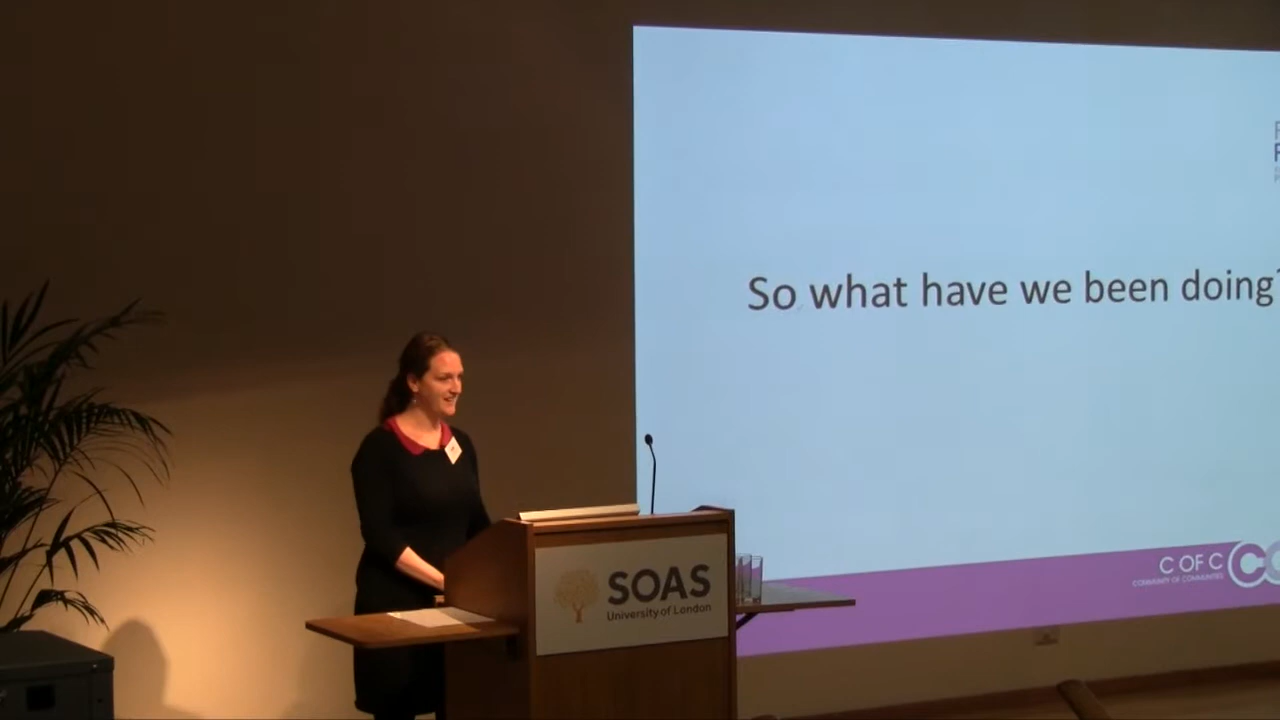 So what have we been doing?
C OF C
COMMUNITY OF COMMUNITIES
SOAS
University of London